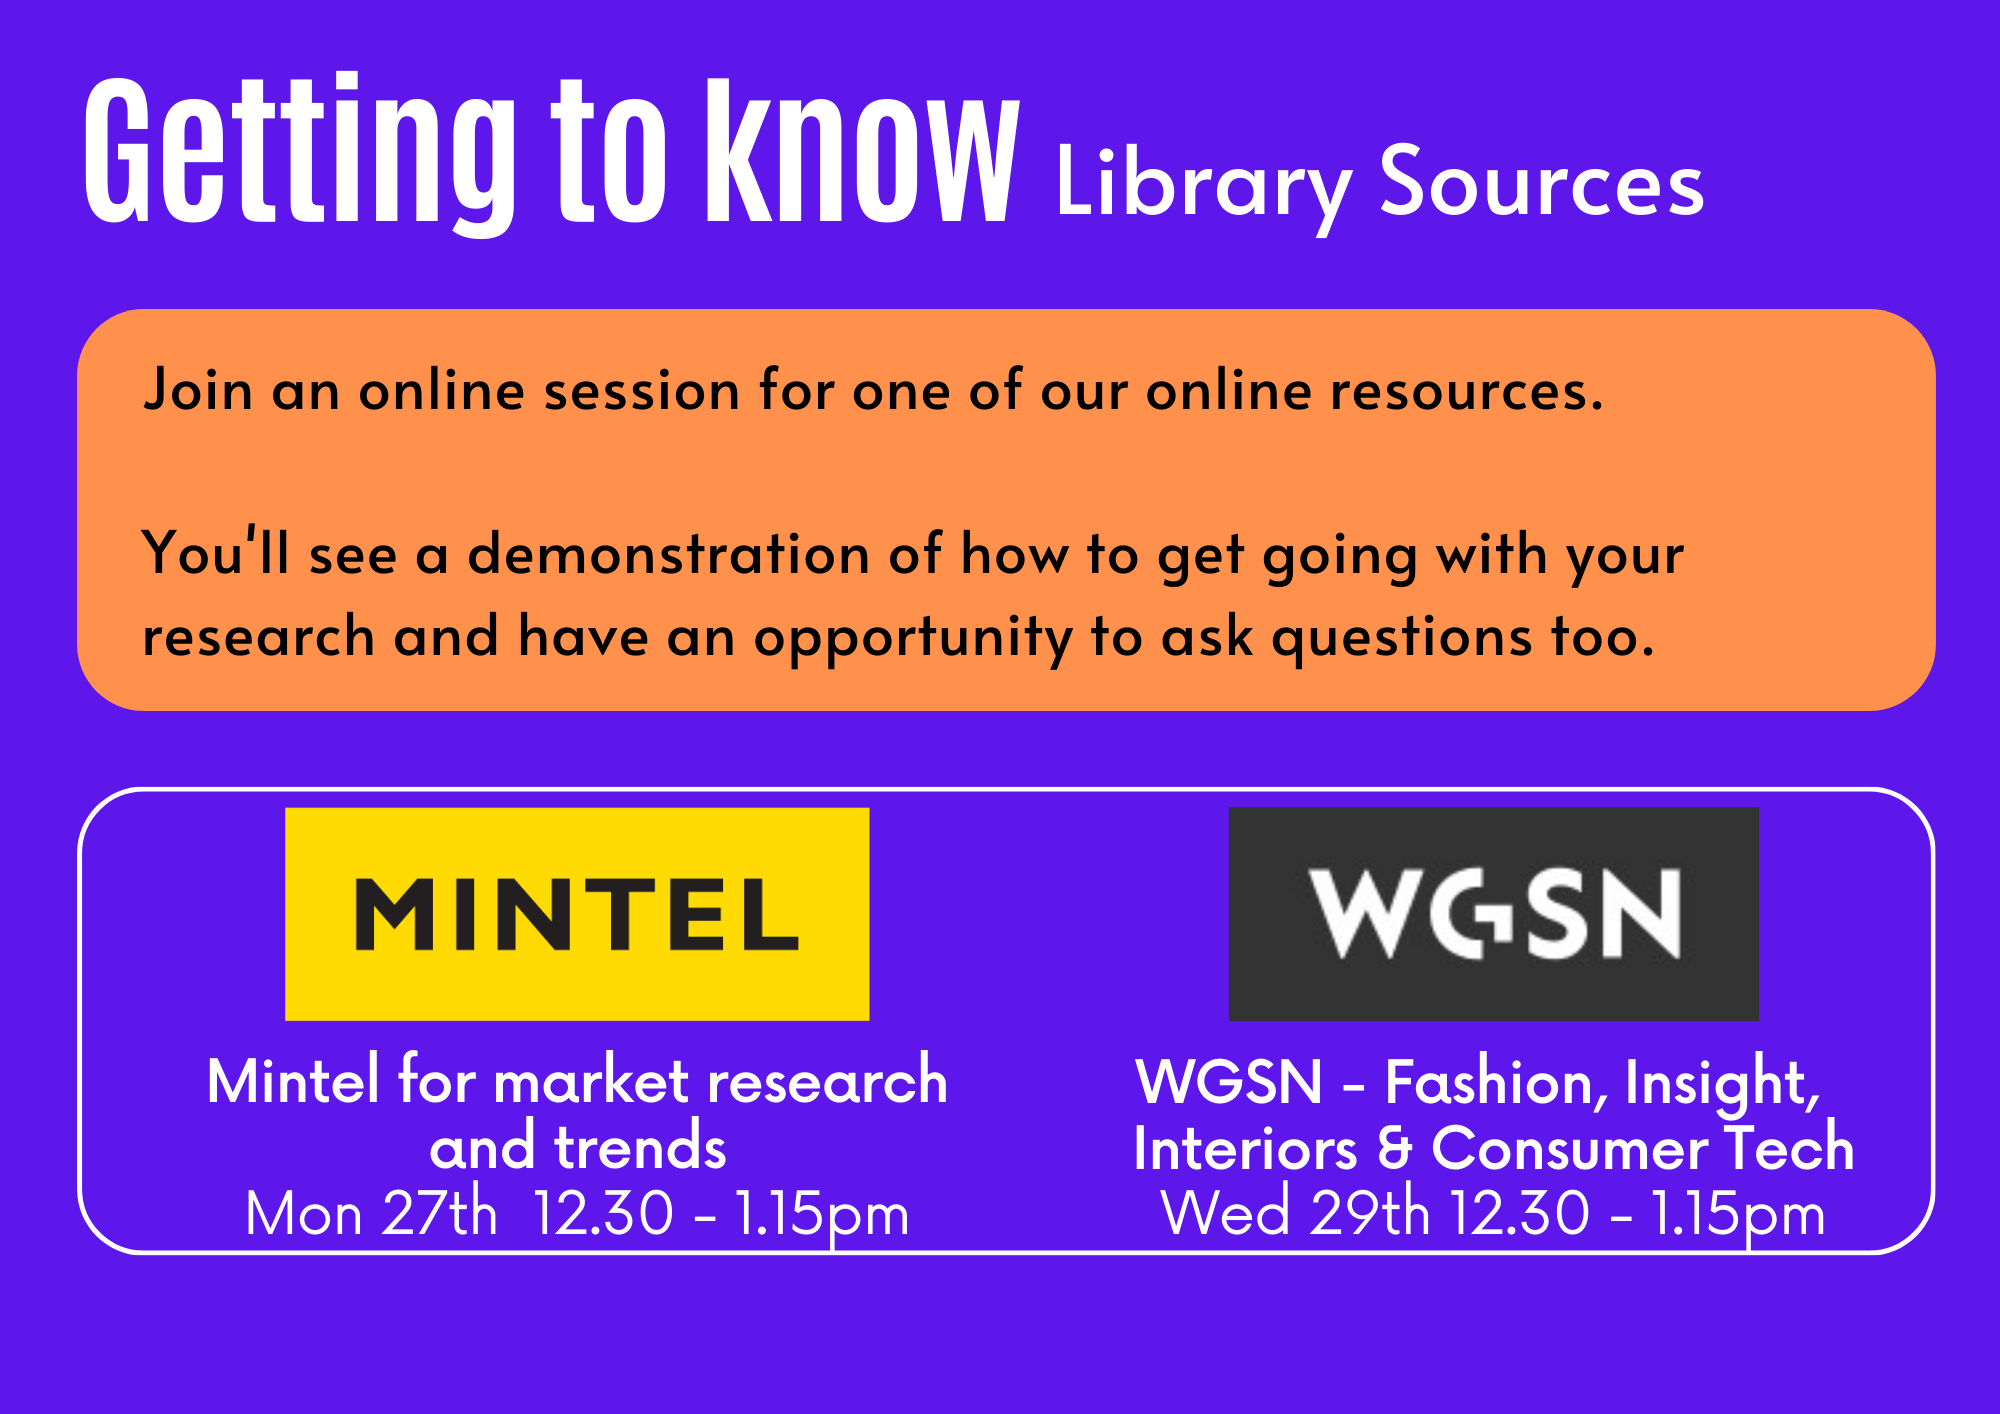 Getting to know Library Sources
Join an online session for one of our online resources.
You'll see a demonstration of how to get going with your
research and have an opportunity to ask questions too.
MINTEL
Mintel for market research
and trends
Mon 27th 12.30 - 1.15pm
WGSN
WGSN - Fashion, Insight,
Interiors & Consumer Tech
Wed 29th 12.30 - 1.15pm